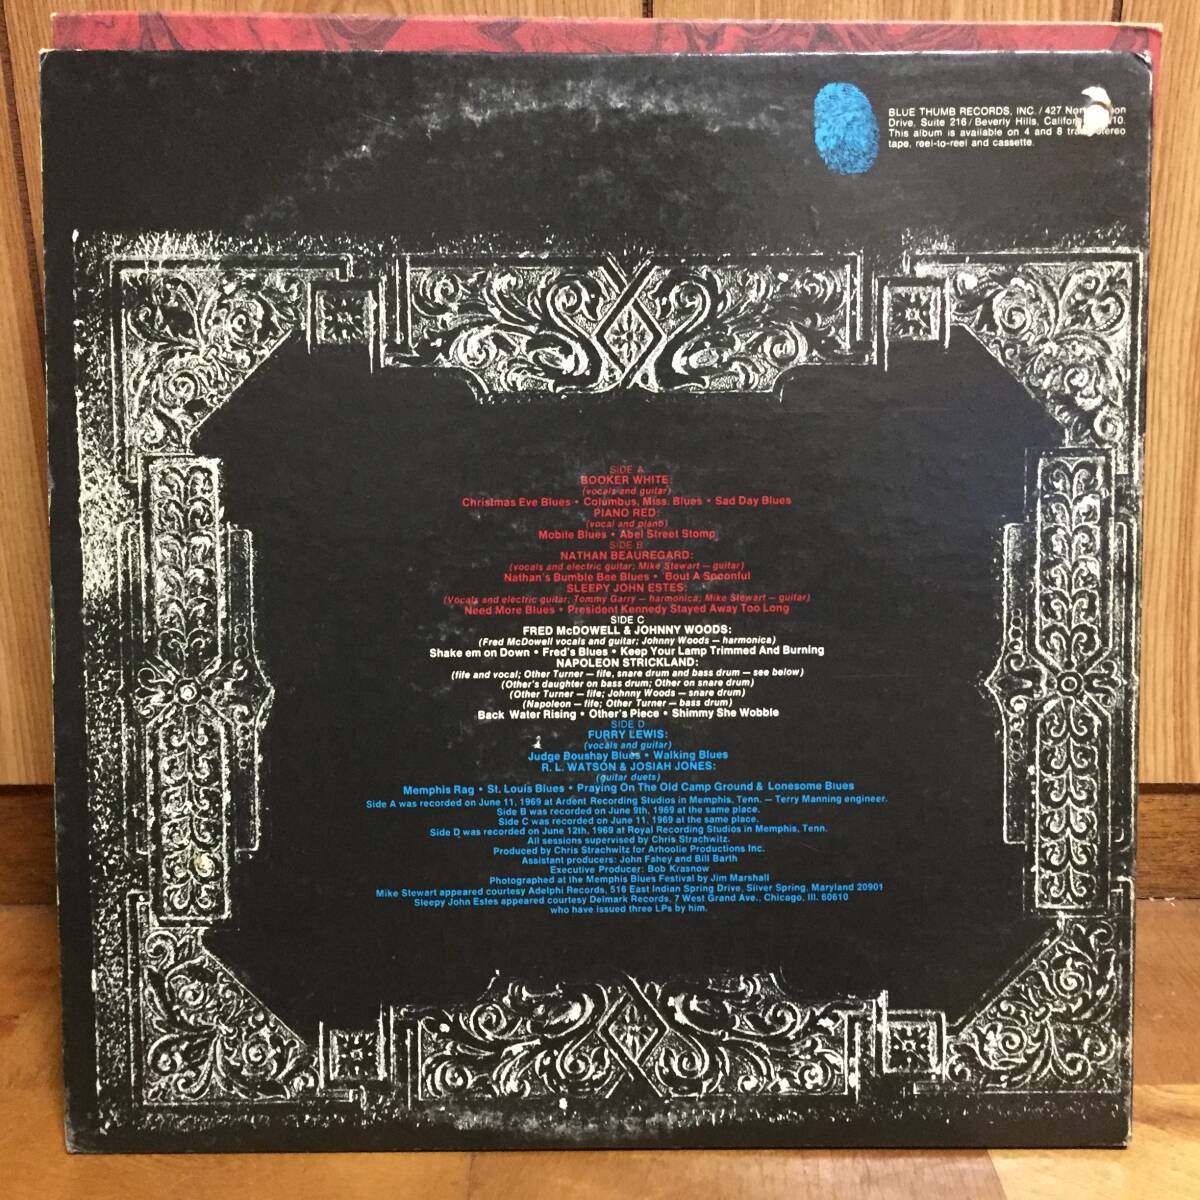 BLUE THUMB RECORDS, INC. / 427
Drive, Suite 216 / Beverly Hills,
This album is available on 4 and 8 stereo
tape, reel-to-reel and cassette.
SIDE A
BOOKER WHITE:
(vocals and guitar)
Christmas Eve Blues • Columbus, Miss. Blues • Sad Day Blues
PIANO RED:
(vocal and piano)
Mobile Blues • Abel Street Stomp
SIDE B
NATHAN BEAUREGARD:
(vocals and electric guitar; Mike Stewart — guitar)
Nathan's Bumble Bee Blues • 'Bout A Spoonful
SLEEPY JOHN ESTES:
(Vocals and electric guitar; Tommy Garry — harmonica; Mike Stewart — guitar)
Need More Blues • President Kennedy Stayed Away Too Long
SIDE C
FRED McDOWELL & JOHNNY WOODS:
(Fred McDowell vocals and guitar; Johnny Woods — harmonica)
Shake em on Down • Fred's Blues • Keep Your Lamp Trimmed And Burning
NAPOLEON STRICKLAND:
(fife and vocal; Other Turner — fife, snare drum and bass drum — see below)
(Other's daughter on bass drum; Other on snare drum)
(Other Turner — fife; Johnny Woods — snare drum)
(Napoleon — fife; Other Turner — bass drum)
Back Water Rising • Other's Piece • Shimmy She Wobble
SIDE D
FURRY LEWIS:
(vocals and guitar)
Judge Boushay Blues • Walking Blues
R. L. WATSON & JOSIAH JONES:
(guitar duets)
Memphis Rag • St. Louis Blues • Praying On The Old Camp Ground & Lonesome Blues
Side A was recorded on June 11, 1969 at Ardent Recording Studios in Memphis, Tenn. — Terry Manning engineer.
Side B was recorded on June 9th, 1969 at the same place.
Side C was recorded on June 11, 1969 at the same place.
Side D was recorded on June 12th, 1969 at Royal Recording Studios in Memphis, Tenn.
All sessions supervised by Chris Strachwitz.
Produced by Chris Strachwitz for Arhoolie Productions Inc.
Assistant producers: John Fahey and Bill Barth
Executive Producer: Bob Krasnow
Photographed at the Memphis Blues Festival by Jim Marshall
Mike Stewart appeared courtesy Adelphi Records, 516 East Indian Spring Drive, Silver Spring, Maryland 20901
Sleepy John Estes appeared courtesy Delmark Records, 7 West Grand Ave., Chicago, Ill. 60610
who have issued three LPs by him.